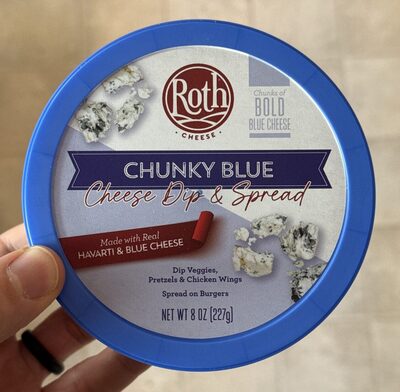 Roth
• CHEESE •
Chunks of
BOLD
BLUE CHEESE
CHUNKY BLUE
Cheese Dip & Spread
Made with Real
HAVARTI & BLUE CHEESE
Dip Veggies,
Pretzels & Chicken Wings
Spread on Burgers
NET WT 8 OZ [227g]